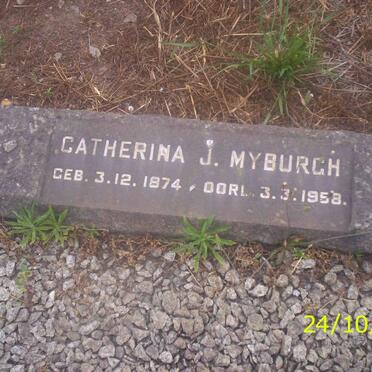 CATHERINA J. MYBURGH
GEB. 3.12. 1874 , OORL. 3.3.1958.
24/10